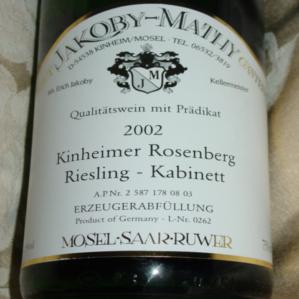 JAKOBY-MATHY
D-54538 KINHEIM/MOSEL · TEL. 06532/3819
Erich Jakoby
Kellermeister
J M
Qualitätswein mit Prädikat
2002
Kinheimer Rosenberg
Riesling - Kabinett
A.P.Nr. 2 587 178 08 03
ERZEUGERABFÜLLUNG
Product of Germany - L-Nr. 0262
MOSEL·SAAR·RUWER